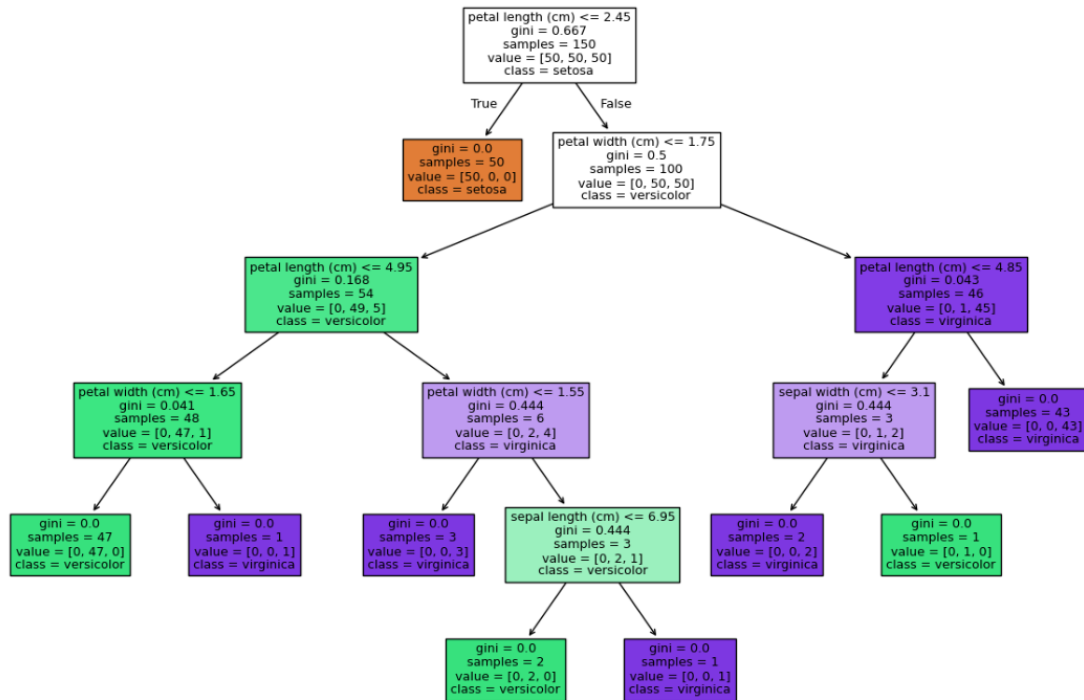 petal length (cm) <= 2.45
gini = 0.667
samples = 150
value = [50, 50, 50]
class = setosa
True
False
gini = 0.0
samples = 50
value = [50, 0, 0]
class = setosa
petal width (cm) <= 1.75
gini = 0.5
samples = 100
value = [0, 50, 50]
class = versicolor
petal length (cm) <= 4.95
gini = 0.168
samples = 54
value = [0, 49, 5]
class = versicolor
petal length (cm) <= 4.85
gini = 0.043
samples = 46
value = [0, 1, 45]
class = virginica
petal width (cm) <= 1.65
gini = 0.041
samples = 48
value = [0, 47, 1]
class = versicolor
petal width (cm) <= 1.55
gini = 0.444
samples = 6
value = [0, 2, 4]
class = virginica
sepal width (cm) <= 3.1
gini = 0.444
samples = 3
value = [0, 1, 2]
class = virginica
gini = 0.0
samples = 43
value = [0, 0, 43]
class = virginica
gini = 0.0
samples = 47
value = [0, 47, 0]
class = versicolor
gini = 0.0
samples = 1
value = [0, 0, 1]
class = virginica
gini = 0.0
samples = 3
value = [0, 0, 3]
class = virginica
sepal length (cm) <= 6.95
gini = 0.444
samples = 3
value = [0, 2, 1]
class = versicolor
gini = 0.0
samples = 2
value = [0, 0, 2]
class = virginica
gini = 0.0
samples = 1
value = [0, 1, 0]
class = versicolor
gini = 0.0
samples = 2
value = [0, 2, 0]
class = versicolor
gini = 0.0
samples = 1
value = [0, 0, 1]
class = virginica